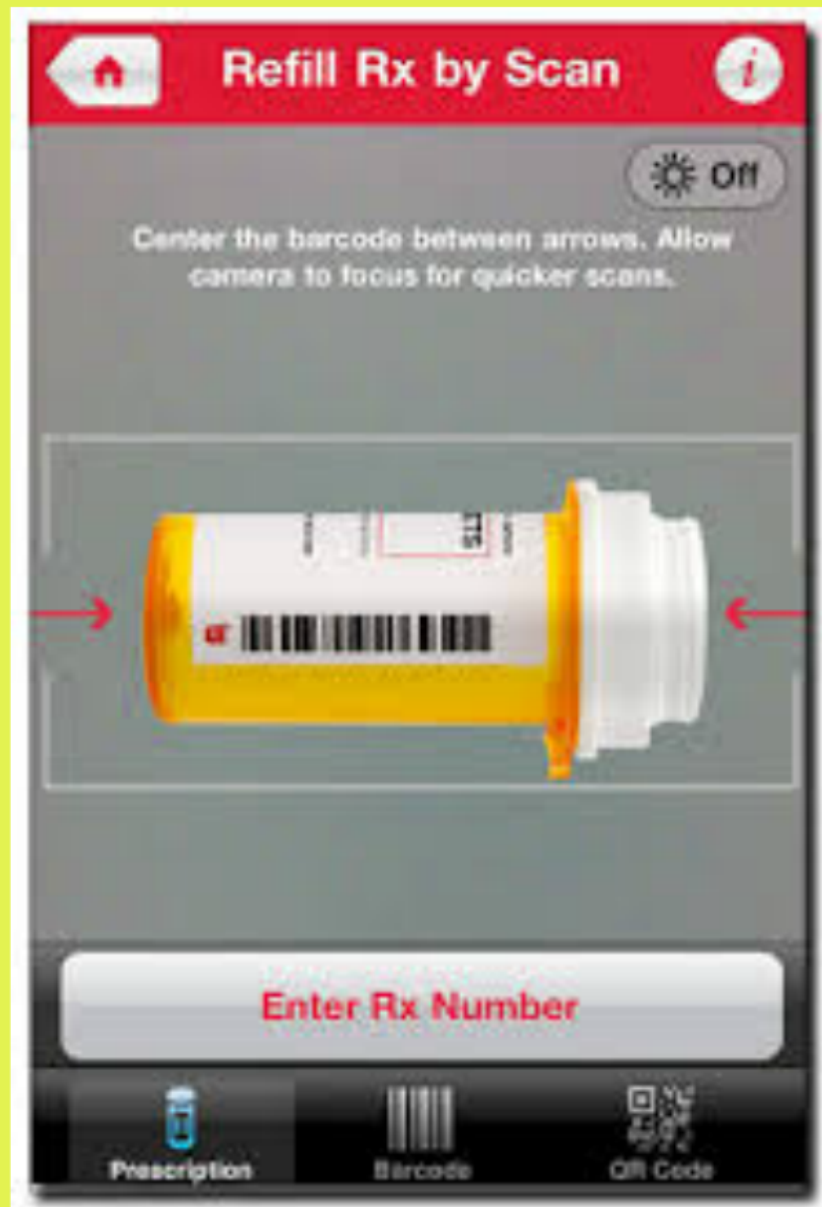 Refill Rx by Scan
i
Off
Center the barcode between arrows. Allow
camera to focus for quicker scans.
TS
Enter Rx Number
Prescription
Barcode
QR Code